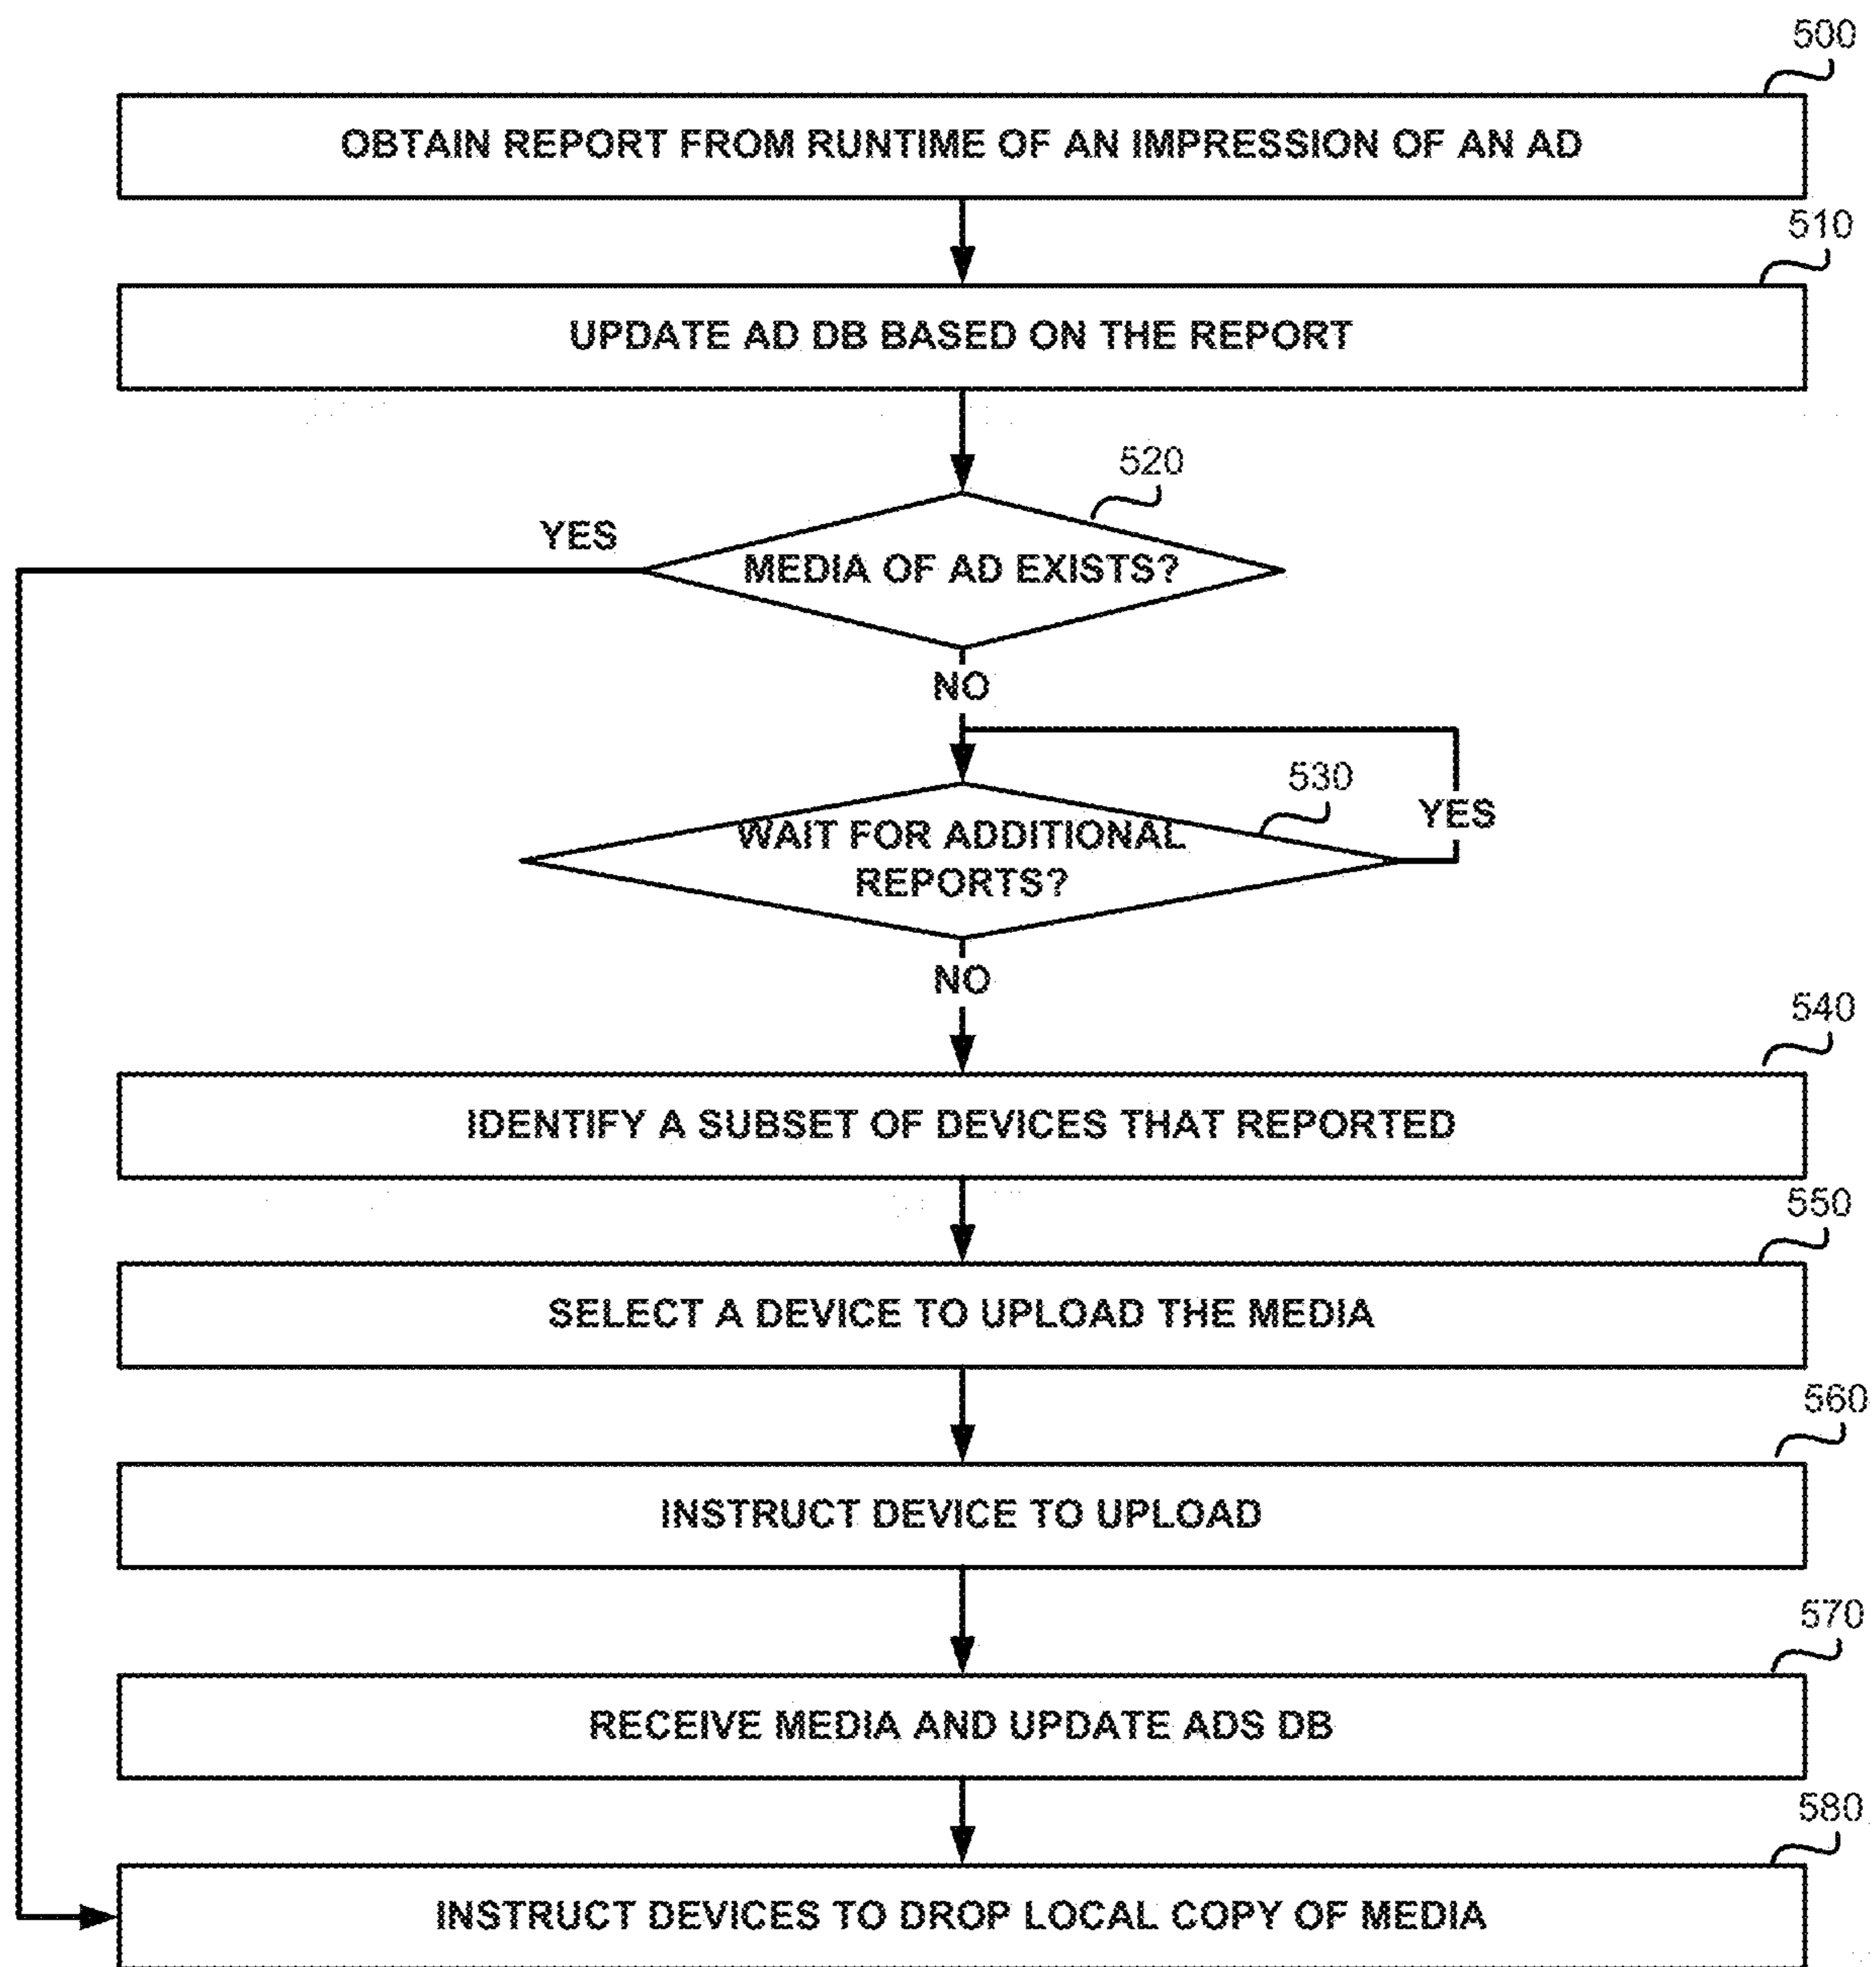 500
OBTAIN REPORT FROM RUNTIME OF AN IMPRESSION OF AN AD
510
UPDATE AD DB BASED ON THE REPORT
520
YES
MEDIA OF AD EXISTS?
NO
530
YES
WAIT FOR ADDITIONAL
REPORTS?
NO
540
IDENTIFY A SUBSET OF DEVICES THAT REPORTED
550
SELECT A DEVICE TO UPLOAD THE MEDIA
560
INSTRUCT DEVICE TO UPLOAD
570
RECEIVE MEDIA AND UPDATE ADS DB
580
INSTRUCT DEVICES TO DROP LOCAL COPY OF MEDIA